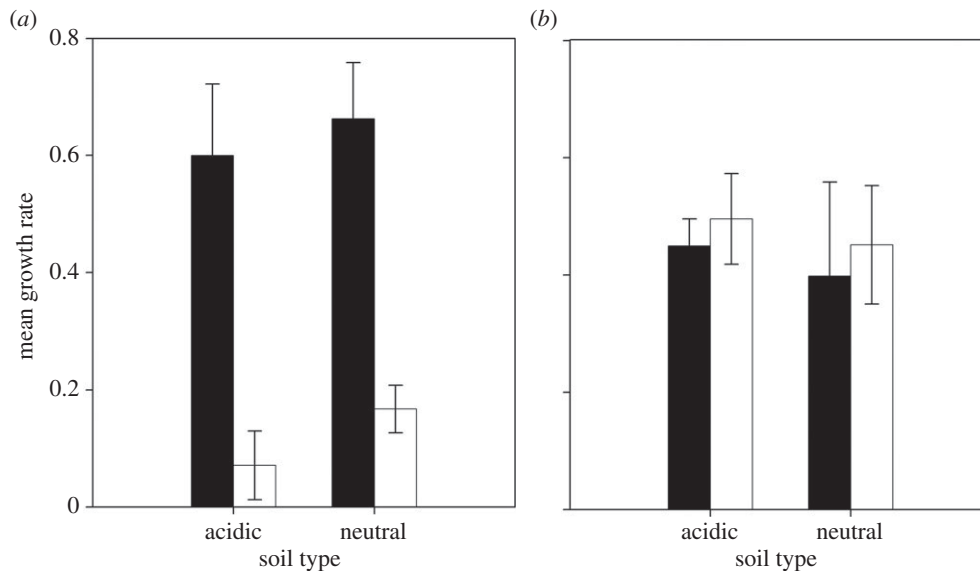 (a)
(b)
0.8
0.6
0.4
0.2
0
mean growth rate
acidic neutral
soil type
acidic neutral
soil type